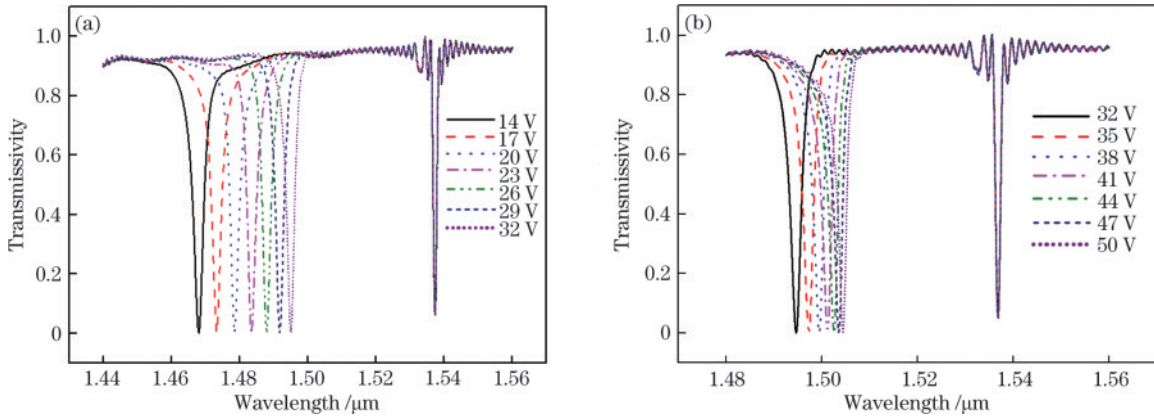 (a)
1.0
0.8
0.6
0.4
0.2
0
Transmissivity
14 V
17 V
20 V
23 V
26 V
29 V
32 V
1.44
1.46
1.48
1.50
1.52
1.54
1.56
Wavelength /μm
(b)
1.0
0.8
0.6
0.4
0.2
0
Transmissivity
32 V
35 V
38 V
41 V
44 V
47 V
50 V
1.48
1.50
1.52
1.54
1.56
Wavelength /μm